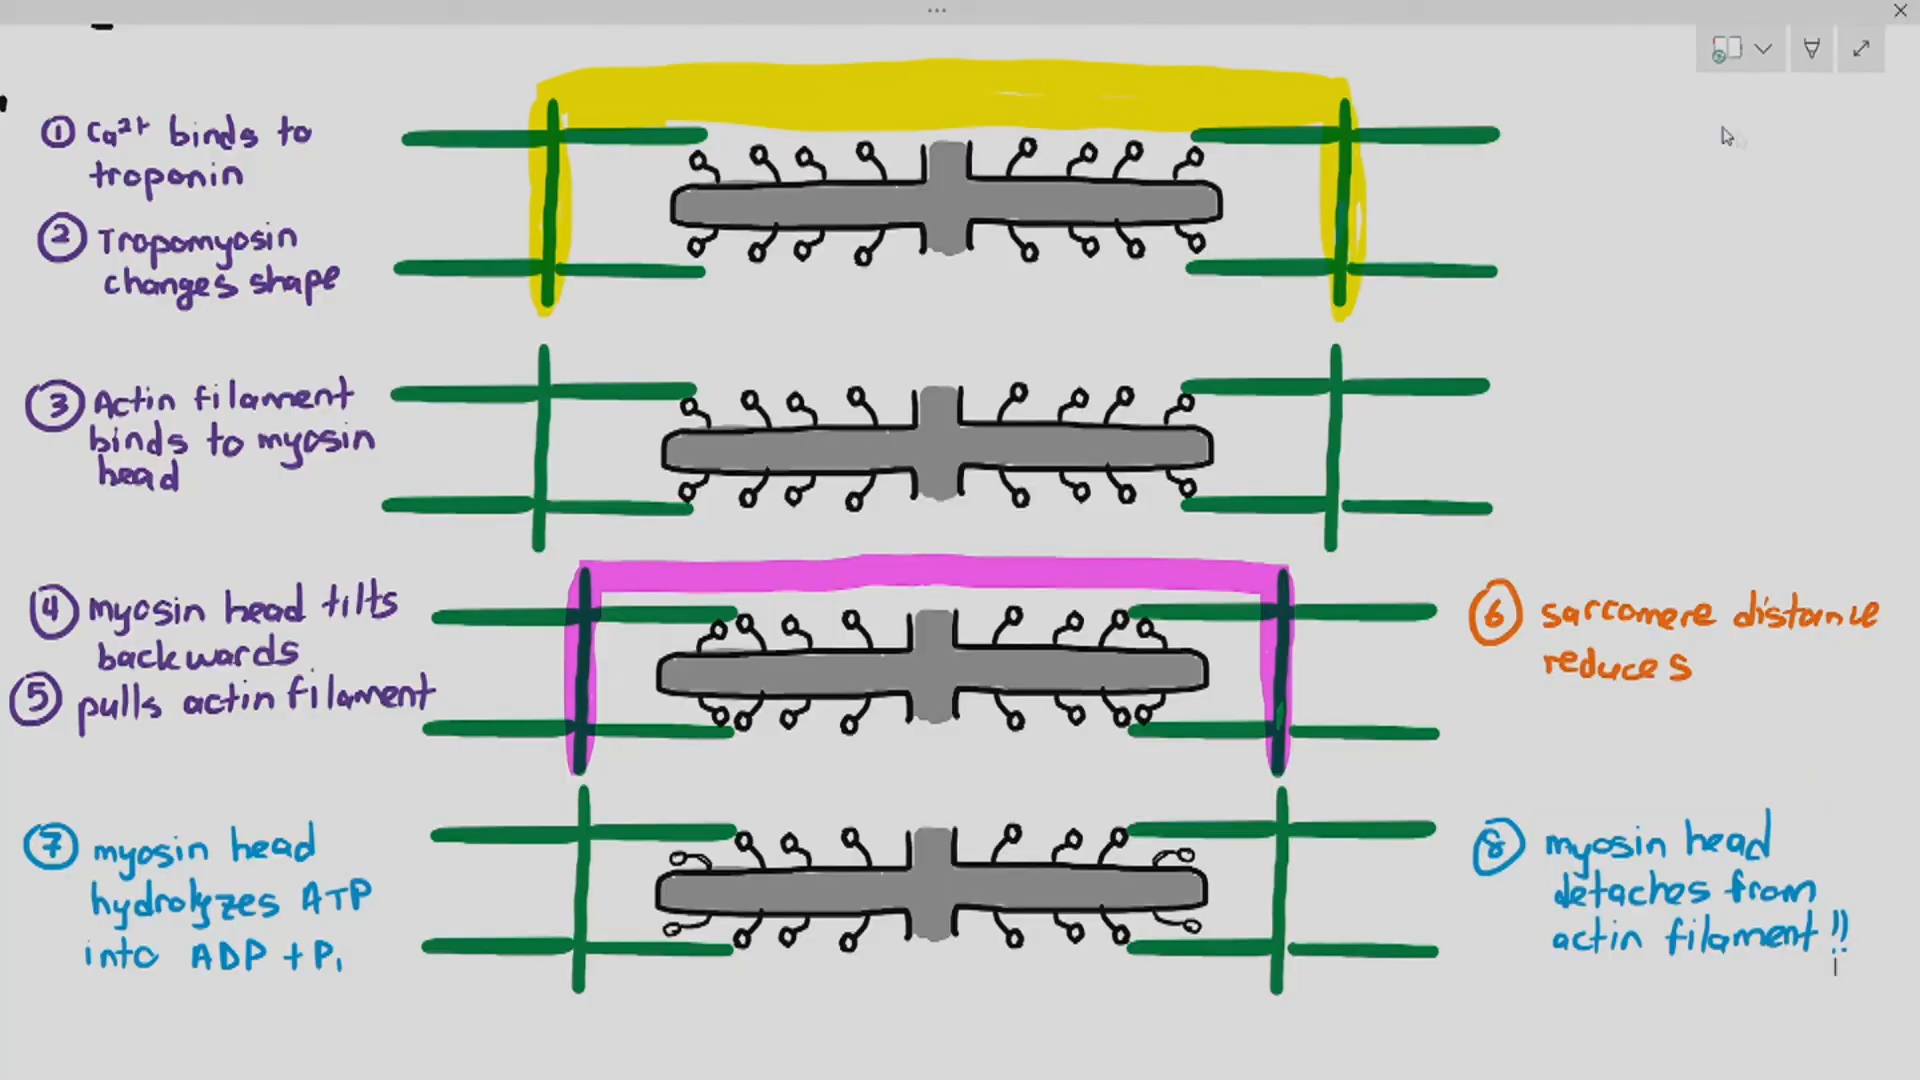 ① Ca²⁺ binds to
troponin
② Tropomyosin
changes shape
③ Actin filament
binds to myosin
head
④ myosin head tilts
backwards
⑤ pulls actin filament
⑥ sarcomere distance
reduces
⑦ myosin head
hydrolyzes ATP
into ADP + Pi
⑧ myosin head
detaches from
actin filament!!